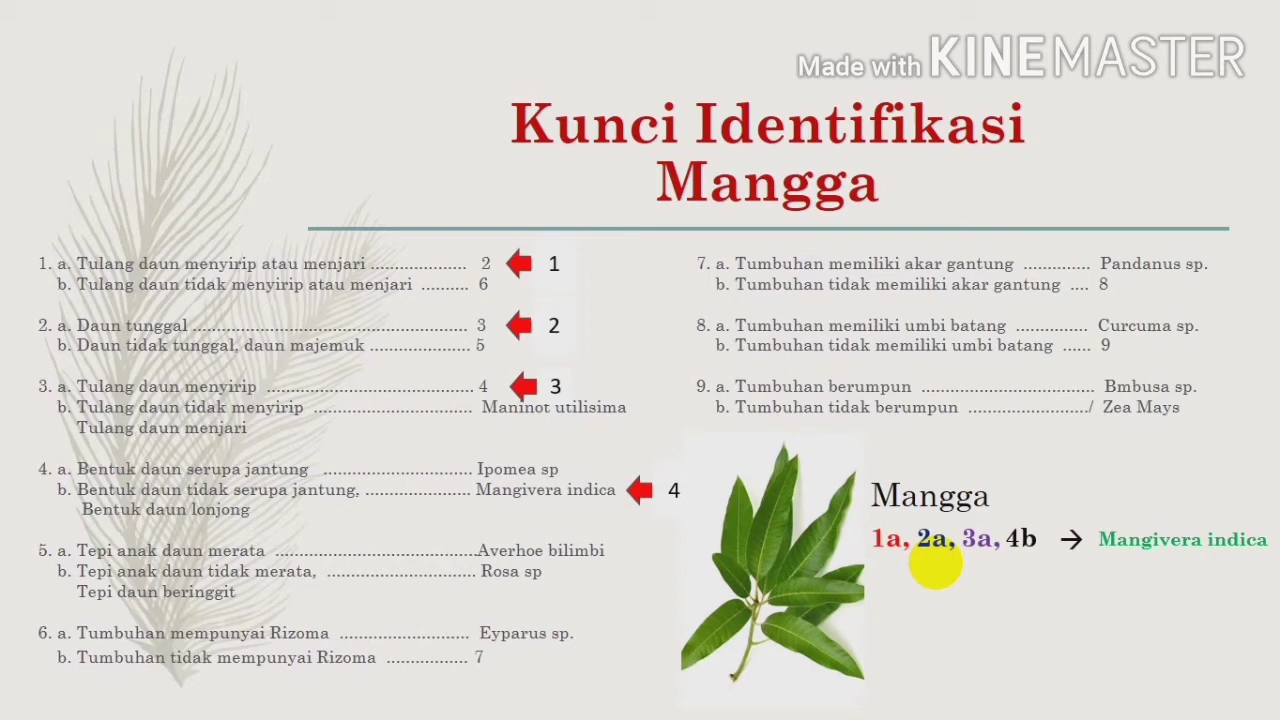 Made with KINEMASTER
Kunci Identifikasi
Mangga
1. a. Tulang daun menyirip atau menjari ................... 2
1
b. Tulang daun tidak menyirip atau menjari .......... 6
2. a. Daun tunggal ..................................................... 3
2
b. Daun tidak tunggal, daun majemuk .................... 5
3. a. Tulang daun menyirip ........................................ 4
3
b. Tulang daun tidak menyirip ............................... Maninot utilisima
Tulang daun menjari
4. a. Bentuk daun serupa jantung ............................. Ipomea sp
b. Bentuk daun tidak serupa jantung, ..................... Mangivera indica
4
Bentuk daun lonjong
5. a. Tepi anak daun merata ........................................ Averhoe bilimbi
b. Tepi anak daun tidak merata, ............................. Rosa sp
Tepi daun beringgit
6. a. Tumbuhan mempunyai Rizoma ......................... Eyparus sp.
b. Tumbuhan tidak mempunyai Rizoma ................ 7
7. a. Tumbuhan memiliki akar gantung ............. Pandanus sp.
b. Tumbuhan tidak memiliki akar gantung .... 8
8. a. Tumbuhan memiliki umbi batang .............. Curcuma sp.
b. Tumbuhan tidak memiliki umbi batang ...... 9
9. a. Tumbuhan berumpun .................................. Bmbusa sp.
b. Tumbuhan tidak berumpun ......................../ Zea Mays
Mangga
1a, 2a, 3a, 4b → Mangivera indica